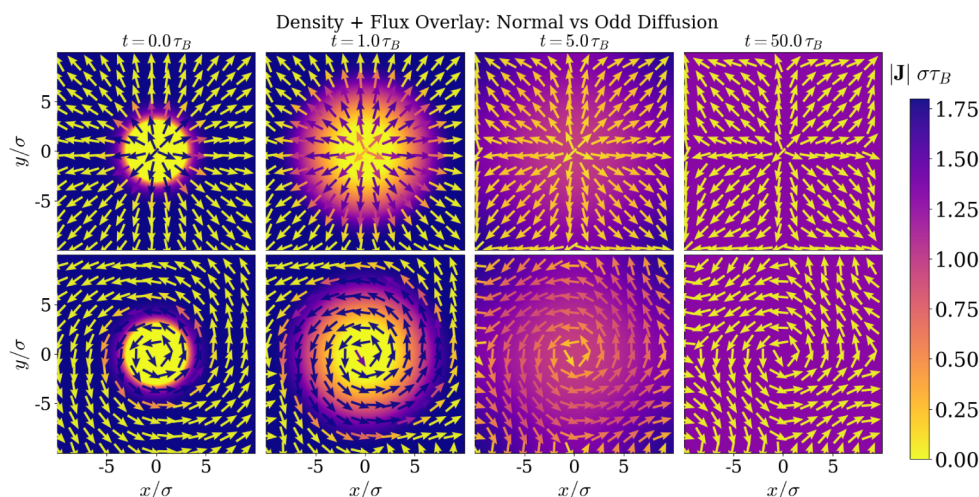 Density + Flux Overlay: Normal vs Odd Diffusion
t = 0.0 τ_B
t = 1.0 τ_B
t = 5.0 τ_B
t = 50.0 τ_B
|J| στ_B
y/σ
5
0
-5
1.75
1.50
1.25
1.00
0.75
0.50
0.25
0.00
y/σ
5
0
-5
-5 0 5
-5 0 5
-5 0 5
-5 0 5
x/σ
x/σ
x/σ
x/σ